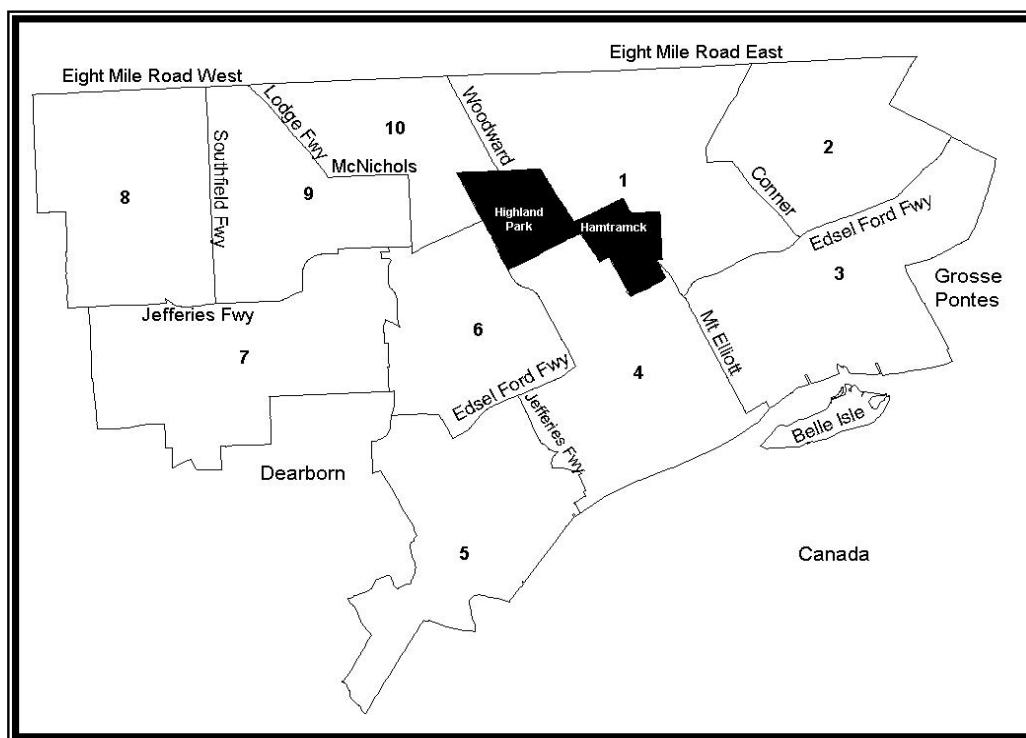 Eight Mile Road East
Eight Mile Road West
Lodge Fwy
Woodward
10
Southfield Fwy
McNichols
2
8
9
1
Conner
Highland
Park
Hamtramck
Edsel Ford Fwy
3
Grosse
Pontes
Jefferies Fwy
6
Mt Elliott
7
4
Edsel Ford Fwy
Jefferies Fwy
Belle Isle
Dearborn
5
Canada